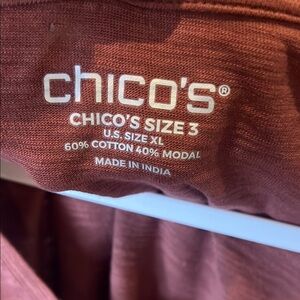 chico's®
CHICO'S SIZE 3
U.S. SIZE XL
60% COTTON 40% MODAL
MADE IN INDIA